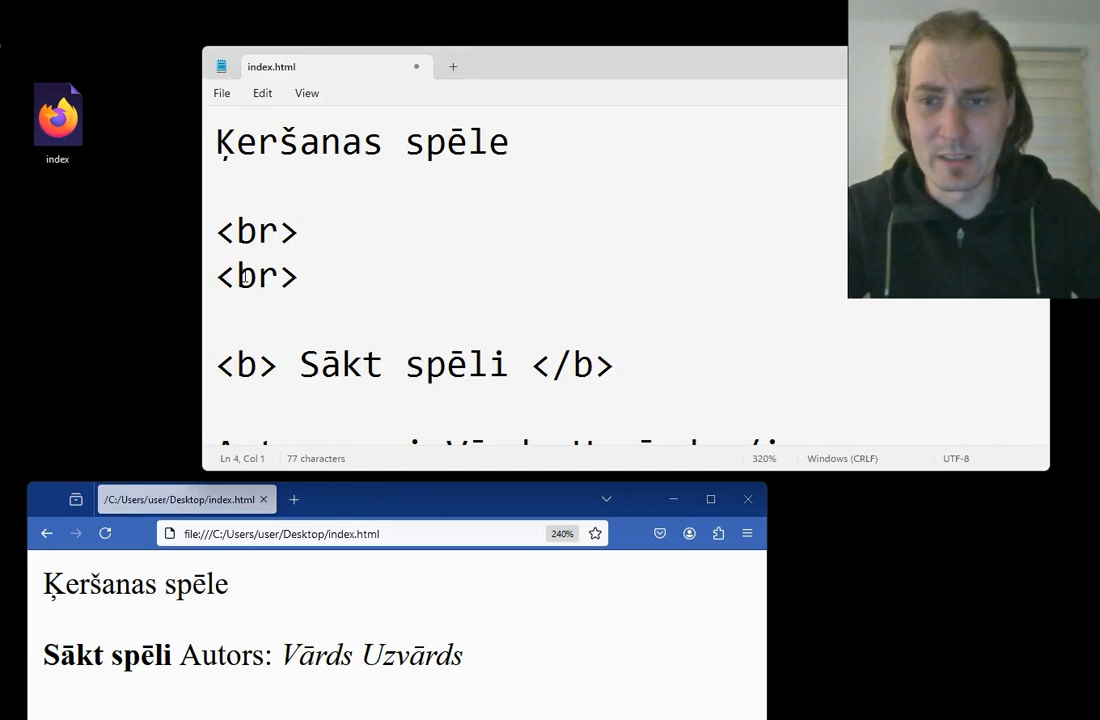 index.html
File Edit View
Ķeršanas spēle
<br>
<br>
<b> Sākt spēli </b>
Ln 4, Col 1 77 characters 320% Windows (CRLF) UTF-8
index
/C:/Users/user/Desktop/index.html
file:///C:/Users/user/Desktop/index.html 240%
Ķeršanas spēle
Sākt spēli Autors: Vārds Uzvārds